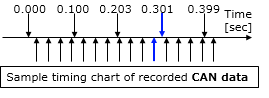 0.000 0.100 0.203 0.301 0.399 Time
[sec]
Sample timing chart of recorded CAN data